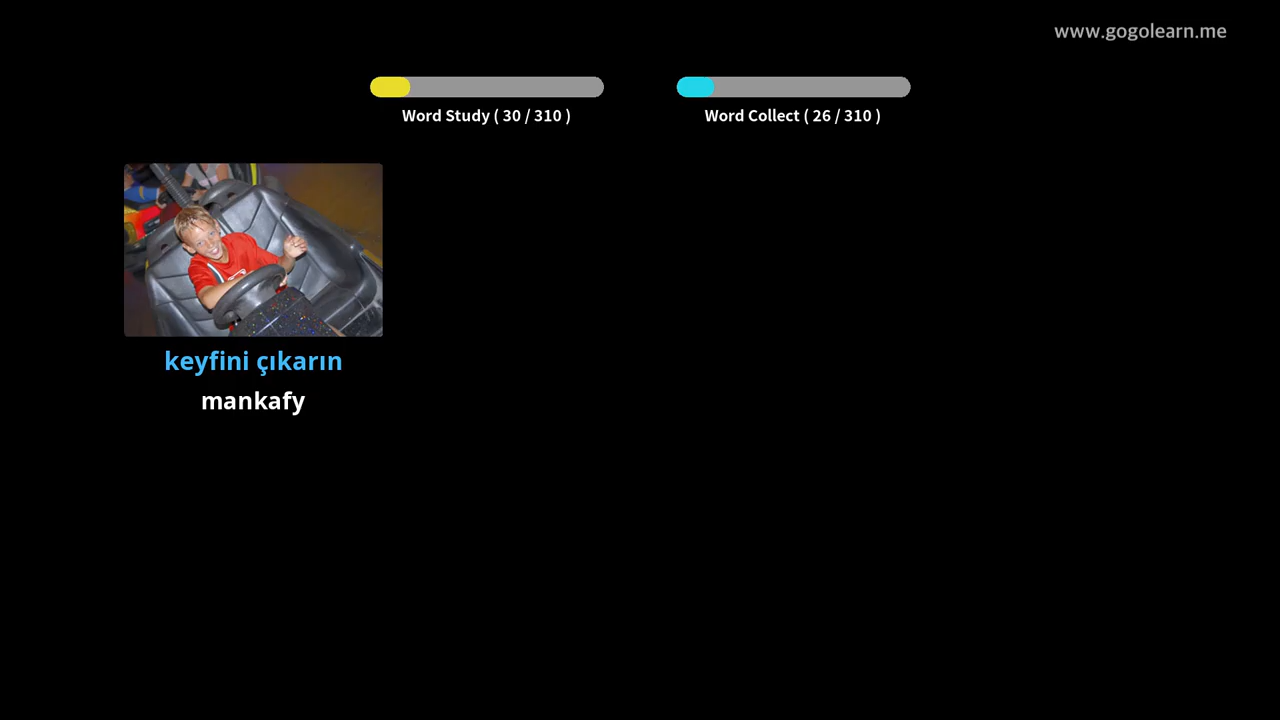 www.gogolearn.me
Word Study ( 30 / 310 )
Word Collect ( 26 / 310 )
keyfini çıkarın
mankafy